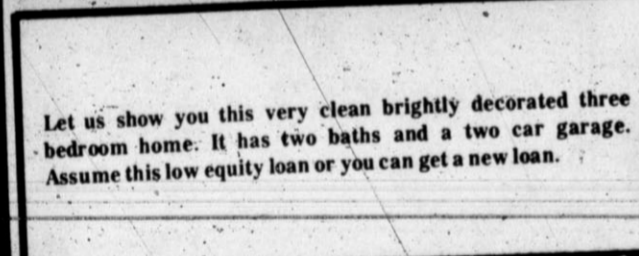 Let us show you this very clean brightly decorated three
bedroom home. It has two baths and a two car garage.
Assume this low equity loan or you can get a new loan.